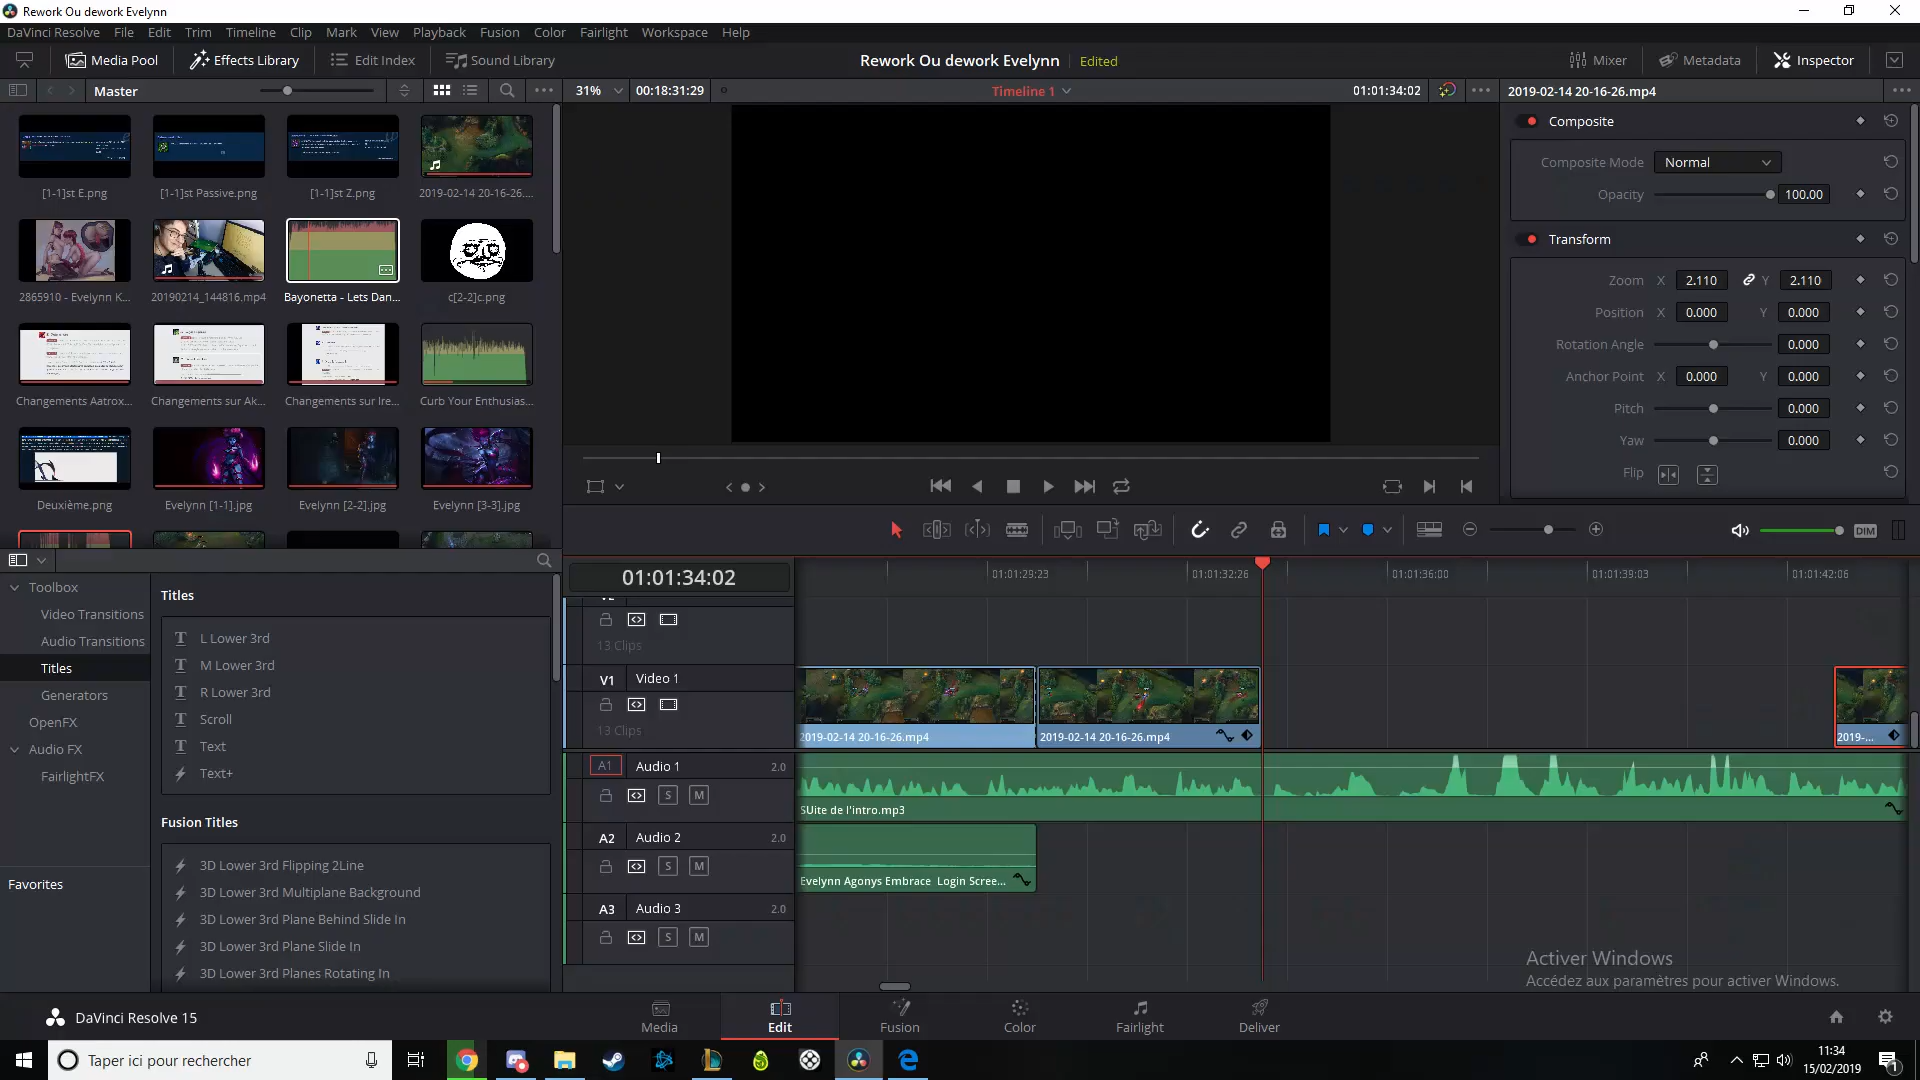 Rework Ou dework Evelynn
DaVinci Resolve File Edit Trim Timeline Clip Mark View Playback Fusion Color Fairlight Workspace Help
Media Pool Effects Library Edit Index Sound Library
Rework Ou dework Evelynn Edited
Mixer Metadata Inspector
Master
31% 00:18:31:29
Timeline 1
01:01:34:02
2019-02-14 20-16-26.mp4
[1-1]st E.png [1-1]st Passive.png [1-1]st Z.png 2019-02-14 20-16-26....
2865910 - Evelynn K... 20190214_144816.mp4 Bayonetta - Lets Dan... c[2-2]c.png
Changements Aatrox... Changements sur Ak... Changements sur Ire... Curb Your Enthusias...
Deuxième.png Evelynn [1-1].jpg Evelynn [2-2].jpg Evelynn [3-3].jpg
Composite
Composite Mode Normal
Opacity 100.00
Transform
Zoom X 2.110 Y 2.110
Position X 0.000 Y 0.000
Rotation Angle 0.000
Anchor Point X 0.000 Y 0.000
Pitch 0.000
Yaw 0.000
Flip
DIM
Toolbox
Video Transitions
Audio Transitions
Titles
Generators
OpenFX
Audio FX
FairlightFX
Favorites
Titles
L Lower 3rd
M Lower 3rd
R Lower 3rd
Scroll
Text
Text+
Fusion Titles
3D Lower 3rd Flipping 2Line
3D Lower 3rd Multiplane Background
3D Lower 3rd Plane Behind Slide In
3D Lower 3rd Plane Slide In
3D Lower 3rd Planes Rotating In
01:01:34:02
01:01:29:23 01:01:32:26 01:01:36:00 01:01:39:03 01:01:42:06
13 Clips
V1 Video 1
13 Clips
2019-02-14 20-16-26.mp4 2019-02-14 20-16-26.mp4 2019-...
A1 Audio 1 2.0
S M
SUite de l'intro.mp3
A2 Audio 2 2.0
S M
Evelynn Agonys Embrace Login Scree...
A3 Audio 3 2.0
S M
Activer Windows
Accédez aux paramètres pour activer Windows.
DaVinci Resolve 15
Media Edit Fusion Color Fairlight Deliver
Taper ici pour rechercher
11:34
15/02/2019
1